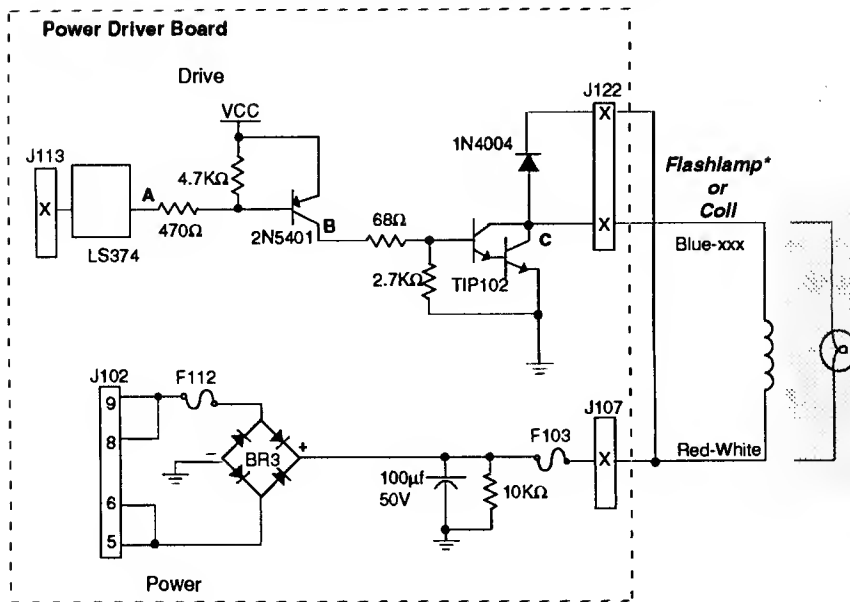 Power Driver Board
Drive
VCC
J122
J113
1N4004
4.7KΩ
A
Flashlamp*
or
Coil
X
X
470Ω
2N5401
B
68Ω
C
X
LS374
Blue-xxx
2.7KΩ
TIP102
J102
F112
9
J107
F103
8
−
BR3
+
X
Red-White
100μf
50V
10KΩ
6
5
Power